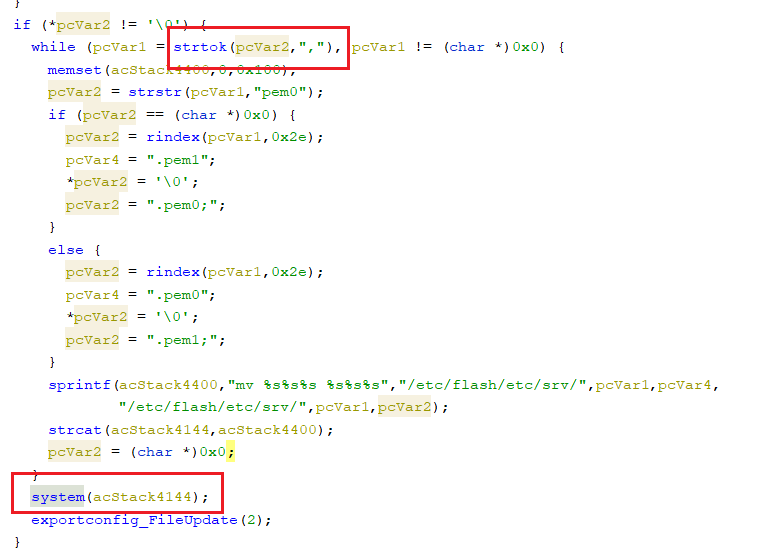 }
if (*pcVar2 != '\0') {
while (pcVar1 = strtok(pcVar2,","), pcVar1 != (char *)0x0) {
memset(acStack4400,0,0x100);
pcVar2 = strstr(pcVar1,"pem0");
if (pcVar2 == (char *)0x0) {
pcVar2 = rindex(pcVar1,0x2e);
pcVar4 = ".pem1";
*pcVar2 = '\0';
pcVar2 = ".pem0;";
}
else {
pcVar2 = rindex(pcVar1,0x2e);
pcVar4 = ".pem0";
*pcVar2 = '\0';
pcVar2 = ".pem1;";
}
sprintf(acStack4400,"mv %s%s%s %s%s%s","/etc/flash/etc/srv/",pcVar1,pcVar4,
"/etc/flash/etc/srv/",pcVar1,pcVar2);
strcat(acStack4144,acStack4400);
pcVar2 = (char *)0x0;
}
system(acStack4144);
exportconfig_FileUpdate(2);
}